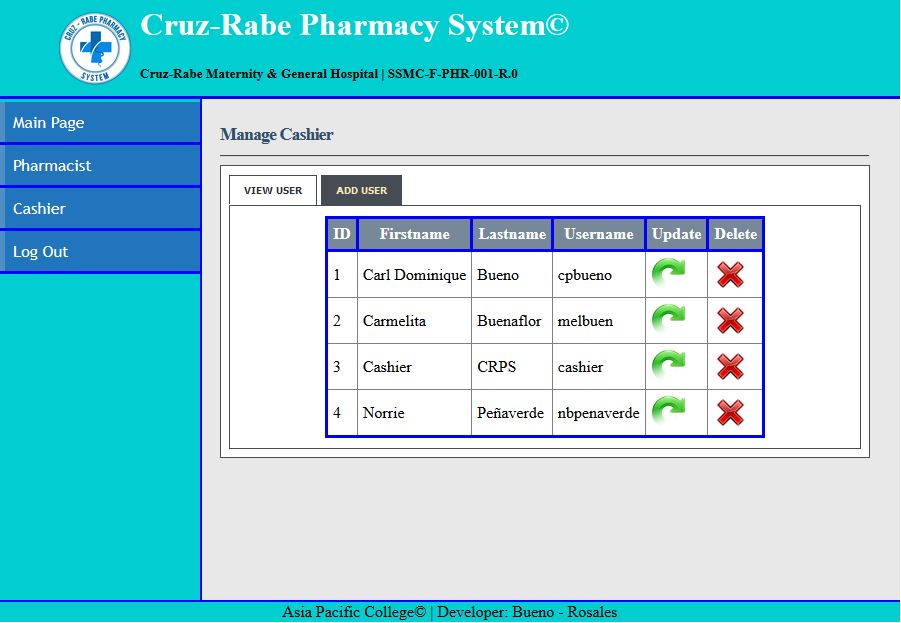 CRUZ - RABE PHARMACY
SYSTEM
Cruz-Rabe Pharmacy System©
Cruz-Rabe Maternity & General Hospital | SSMC-F-PHR-001-R.0
Main Page
Pharmacist
Cashier
Log Out
Manage Cashier
VIEW USER ADD USER
ID Firstname Lastname Username Update Delete
1 Carl Dominique Bueno cpbueno
2 Carmelita Buenaflor melbuen
3 Cashier CRPS cashier
4 Norrie Peñaverde nbpenaverde
Asia Pacific College© | Developer: Bueno - Rosales